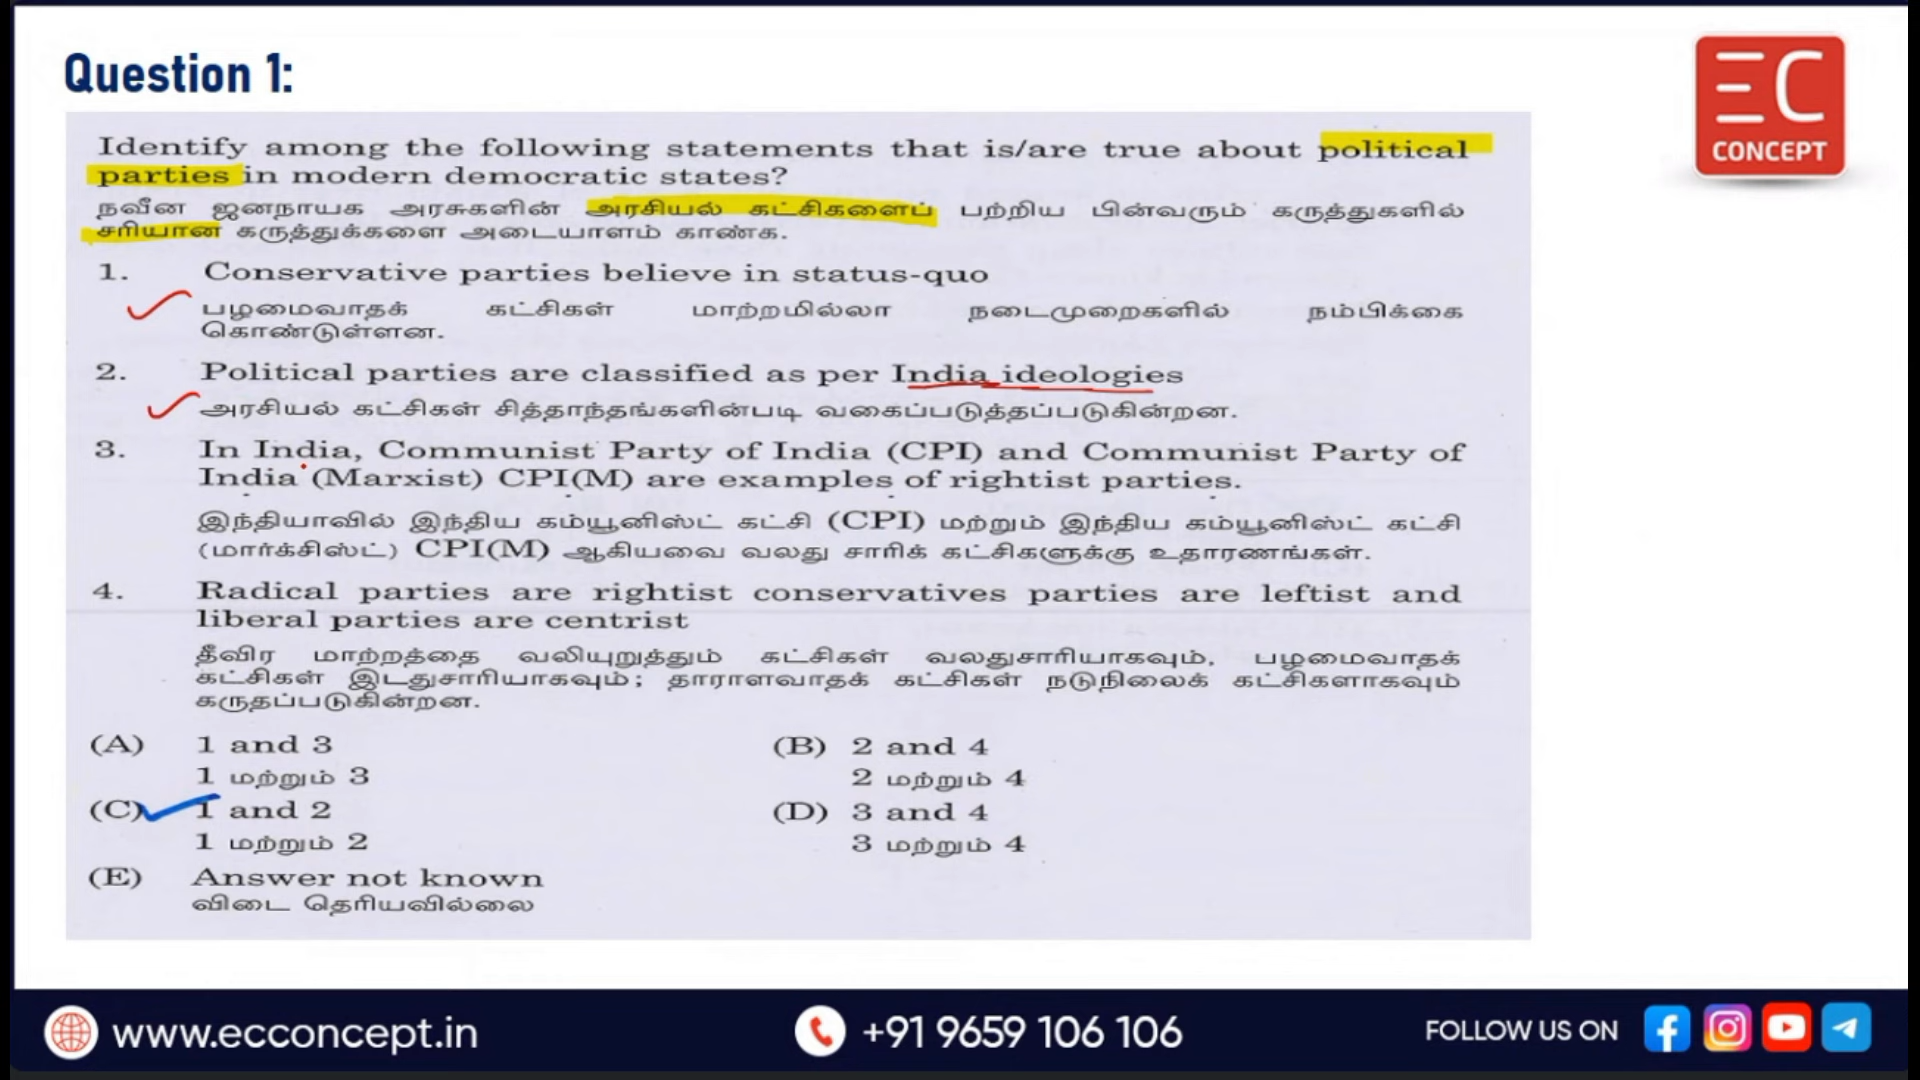 Question 1:
EC
CONCEPT
Identify among the following statements that is/are true about political
parties in modern democratic states?
நவீன ஜனநாயக அரசுகளின் அரசியல் கட்சிகளைப் பற்றிய பின்வரும் கருத்துகளில்
சரியான கருத்துக்களை அடையாளம் காண்க.
1. Conservative parties believe in status-quo
பழமைவாதக் கட்சிகள் மாற்றமில்லா நடைமுறைகளில் நம்பிக்கை
கொண்டுள்ளன.
2. Political parties are classified as per India ideologies
அரசியல் கட்சிகள் சித்தாந்தங்களின்படி வகைப்படுத்தப்படுகின்றன.
3. In India, Communist Party of India (CPI) and Communist Party of
India (Marxist) CPI(M) are examples of rightist parties.
இந்தியாவில் இந்திய கம்யூனிஸ்ட் கட்சி (CPI) மற்றும் இந்திய கம்யூனிஸ்ட் கட்சி
(மார்க்சிஸ்ட்) CPI(M) ஆகியவை வலது சாரிக் கட்சிகளுக்கு உதாரணங்கள்.
4. Radical parties are rightist conservatives parties are leftist and
liberal parties are centrist
தீவிர மாற்றத்தை வலியுறுத்தும் கட்சிகள் வலதுசாரியாகவும், பழமைவாதக்
கட்சிகள் இடதுசாரியாகவும்; தாராளவாதக் கட்சிகள் நடுநிலைக் கட்சிகளாகவும்
கருதப்படுகின்றன.
(A) 1 and 3 (B) 2 and 4
1 மற்றும் 3 2 மற்றும் 4
(C) 1 and 2 (D) 3 and 4
1 மற்றும் 2 3 மற்றும் 4
(E) Answer not known
விடை தெரியவில்லை
www.ecconcept.in +91 9659 106 106 FOLLOW US ON